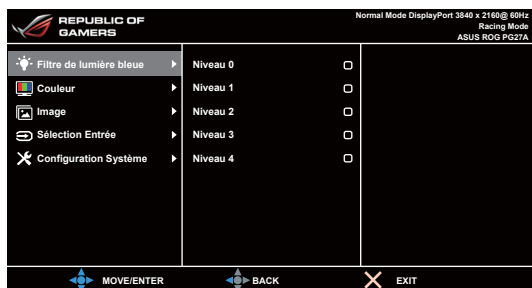 REPUBLIC OF
GAMERS
Normal Mode DisplayPort 3840 x 2160@ 60Hz
Racing Mode
ASUS ROG PG27A
Filtre de lumière bleue
Niveau 0
Couleur
Niveau 1
Image
Niveau 2
Sélection Entrée
Niveau 3
Configuration Système
Niveau 4
MOVE/ENTER
BACK
EXIT